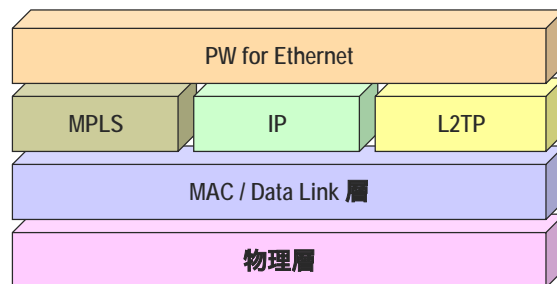 PW for Ethernet
MPLS
IP
L2TP
MAC / Data Link 層
物理層